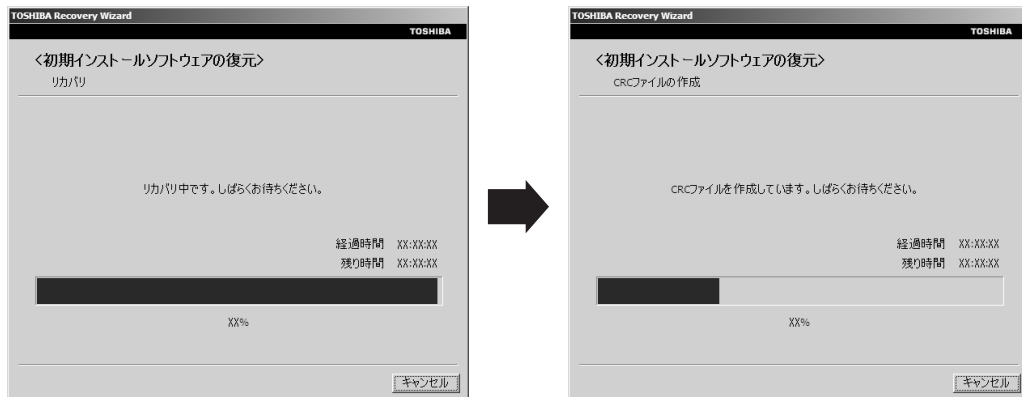 TOSHIBA Recovery Wizard
TOSHIBA
<初期インストールソフトウェアの復元>
リカバリ
リカバリ中です。しばらくお待ちください。
経過時間 XX:XX:XX
残り時間 XX:XX:XX
XX%
キャンセル
TOSHIBA Recovery Wizard
TOSHIBA
<初期インストールソフトウェアの復元>
CRCファイルの作成
CRCファイルを作成しています。しばらくお待ちください。
経過時間 XX:XX:XX
残り時間 XX:XX:XX
XX%
キャンセル